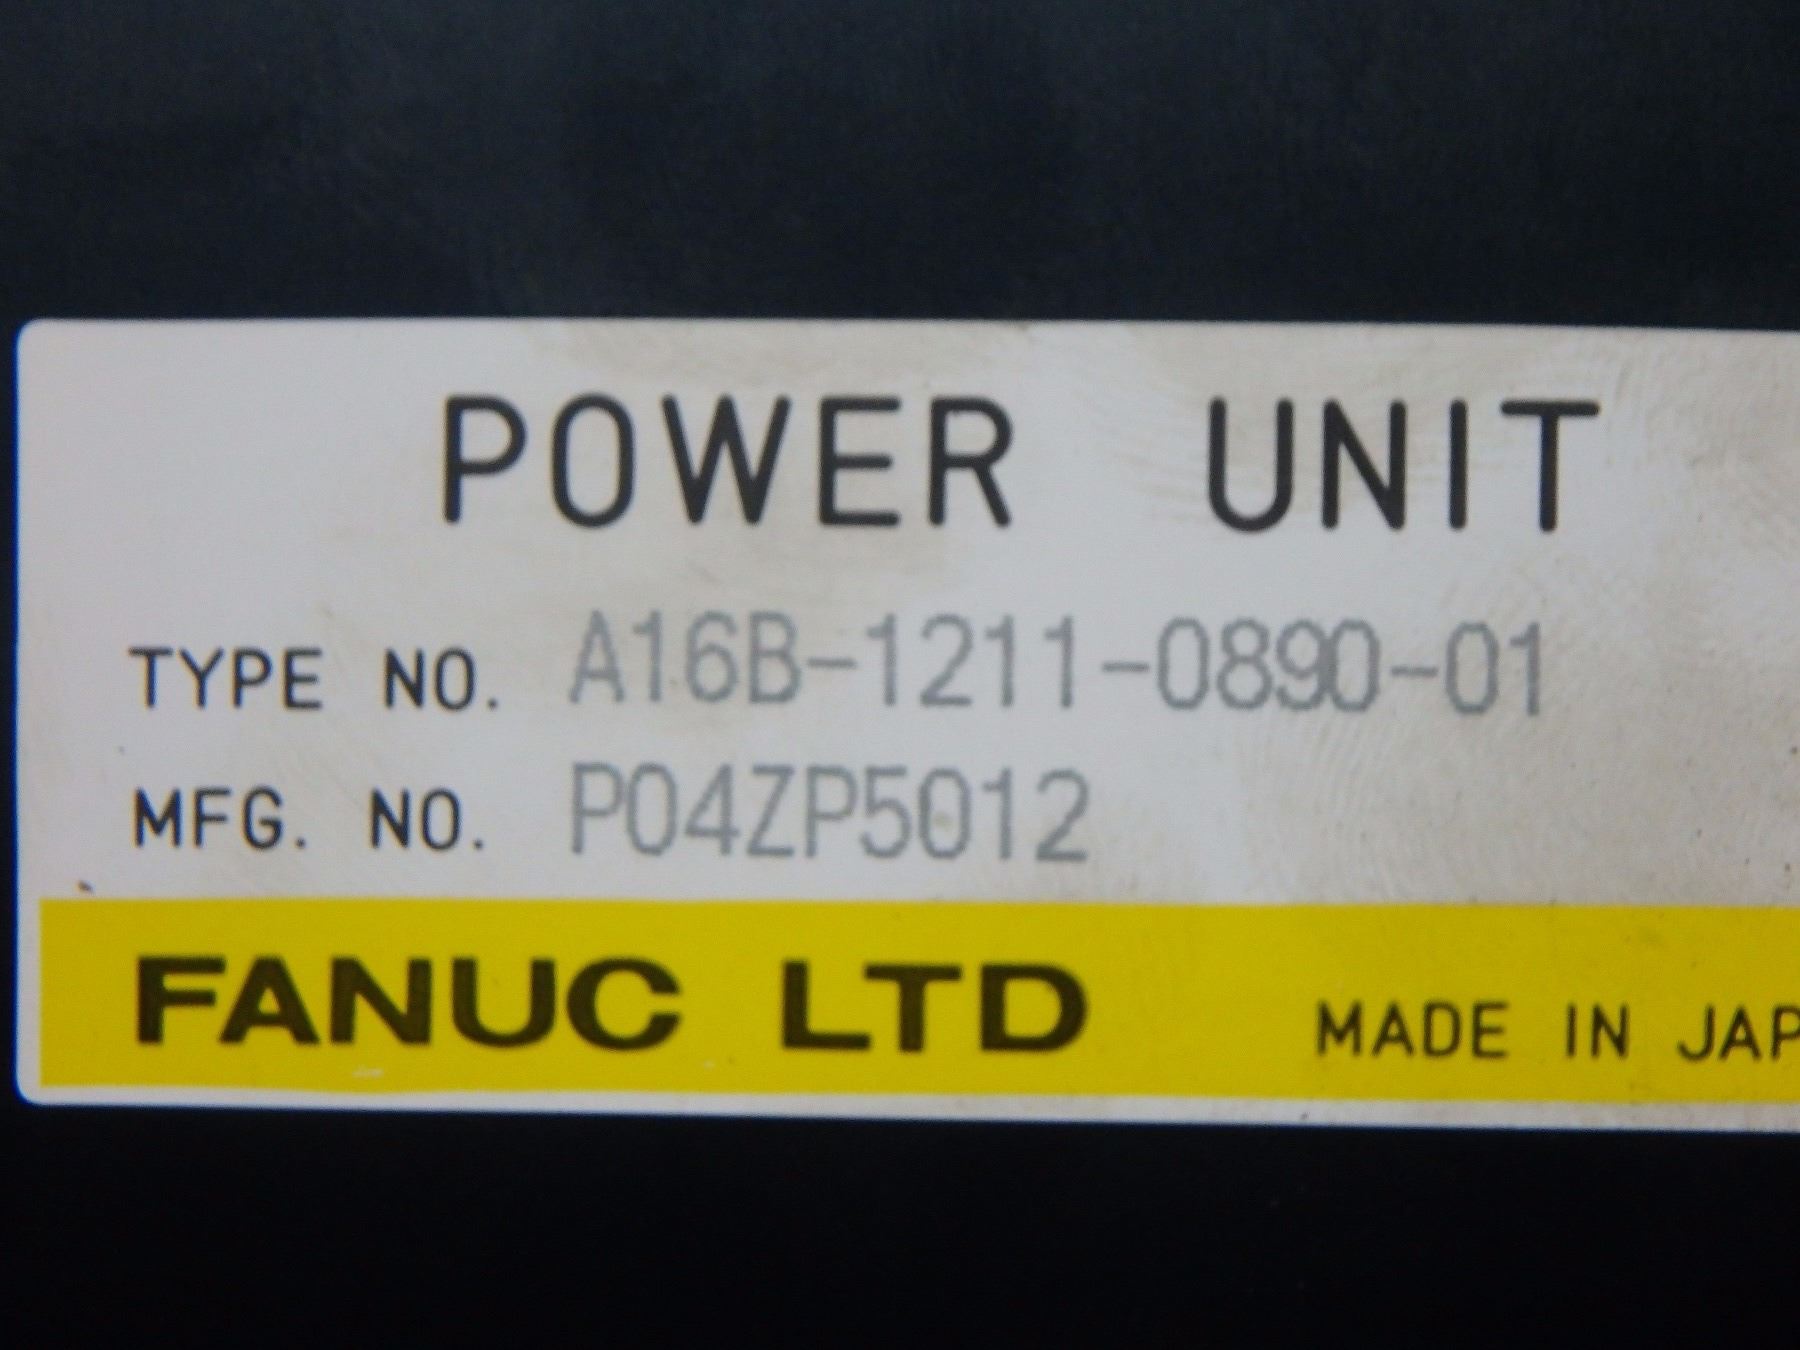 POWER UNIT
TYPE NO. A16B-1211-0890-01
MFG. NO. P04ZP5012
FANUC LTD MADE IN JAP